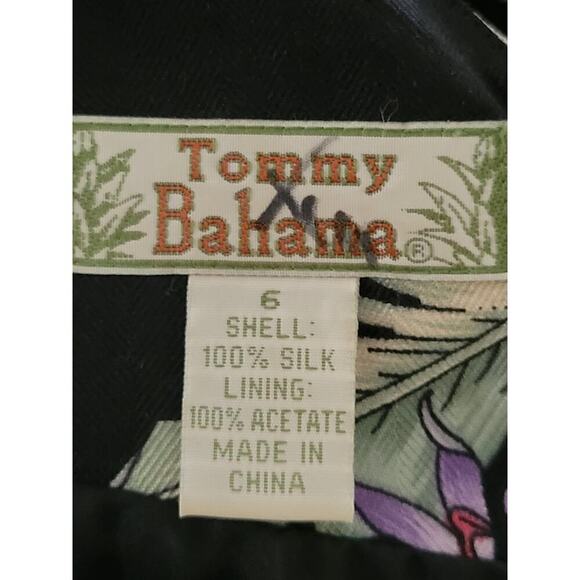 Tommy
Bahama®
6
SHELL:
100% SILK
LINING:
100% ACETATE
MADE IN
CHINA